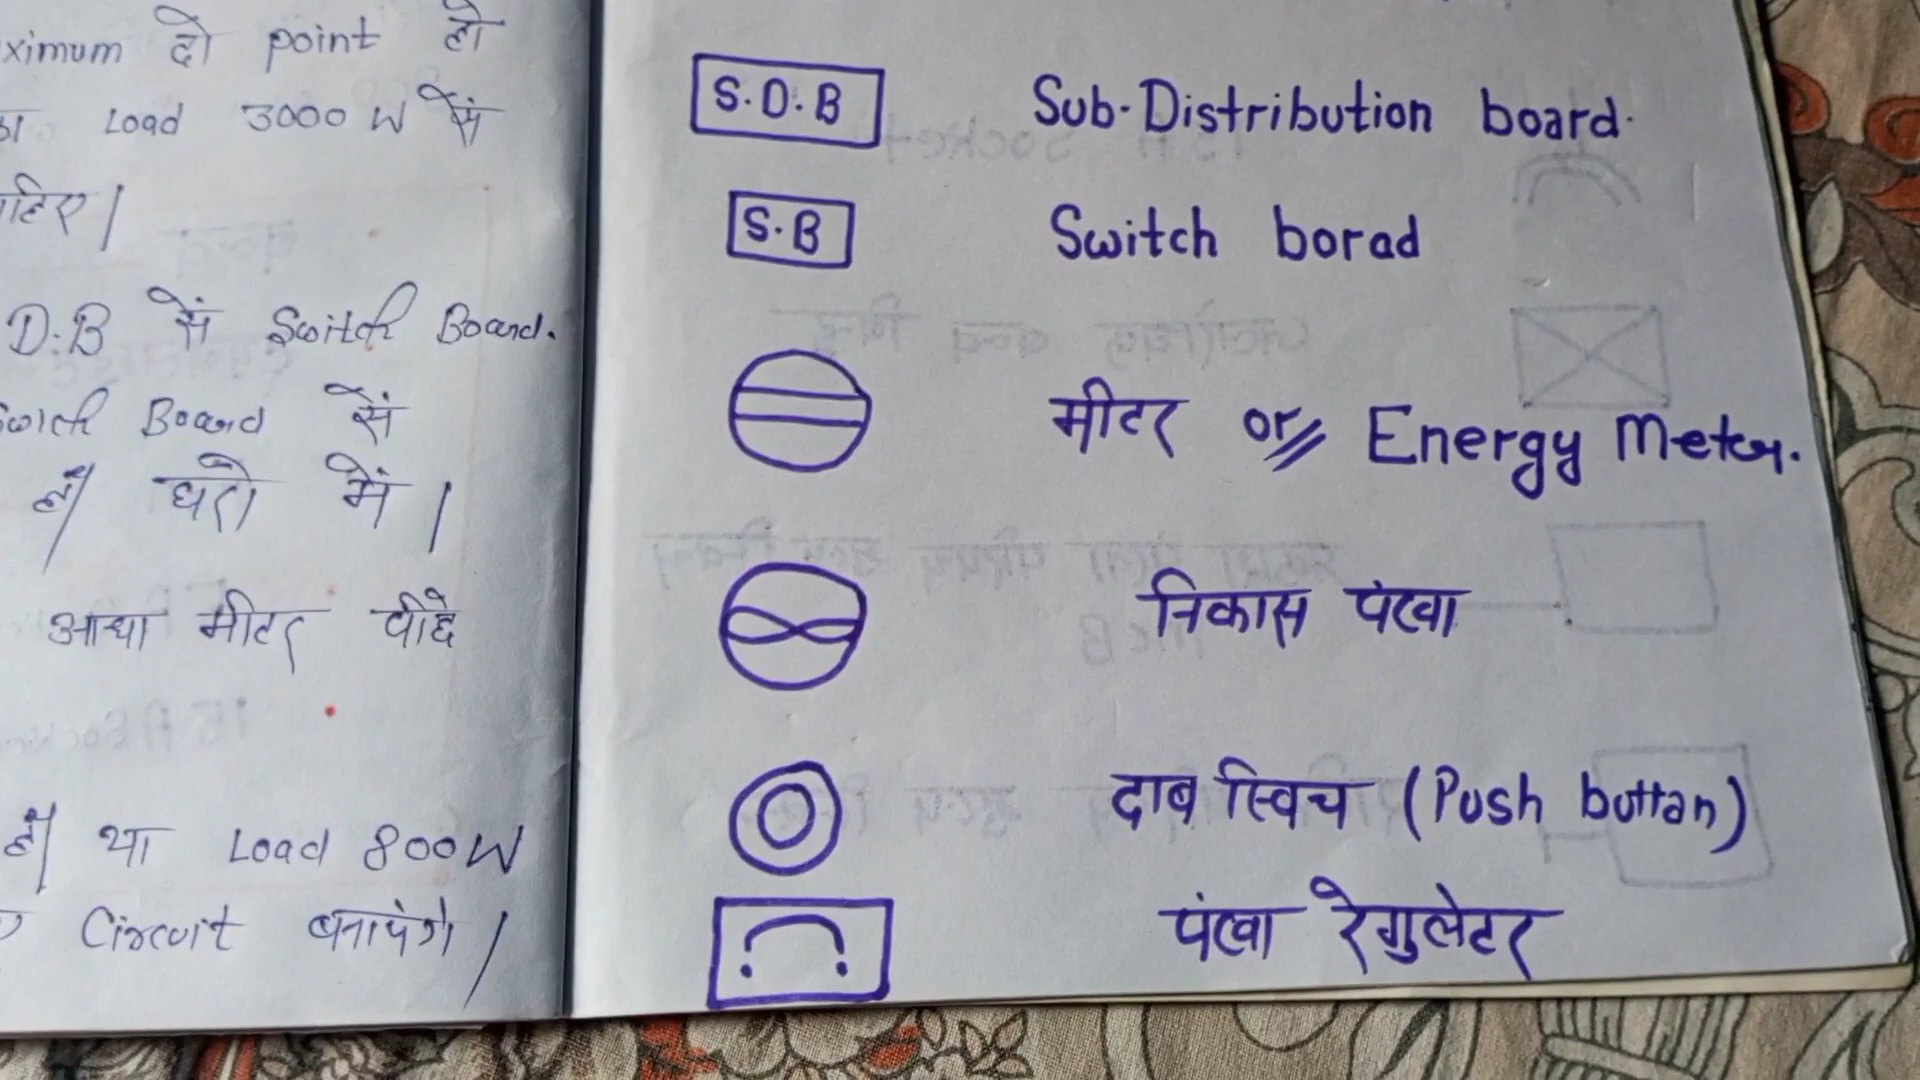 ximum दो point हो
Load 3000 W सें
हिए।
D.B सें Switch Board.
Board सें
हैं घरो में।
आधा मीटर पीछे
हैं या Load 800W
Circuit बनायेंगे।
S.D.B Sub-Distribution board.
S.B Switch borad
मीटर or Energy Meter.
निकास पंखा
दाब स्विच (Push buttan)
पंखा रेगुलेटर